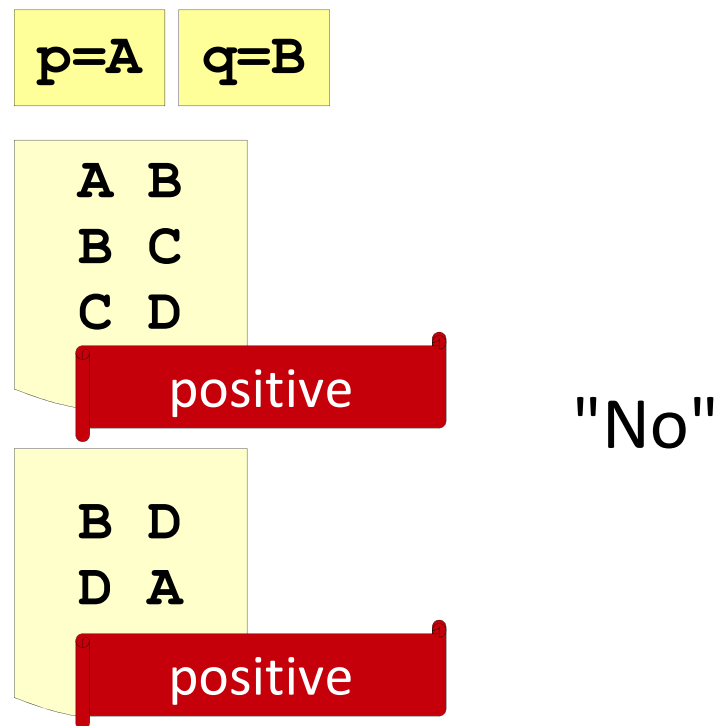 p=A q=B
A B
B C
C D
positive
"No"
B D
D A
positive